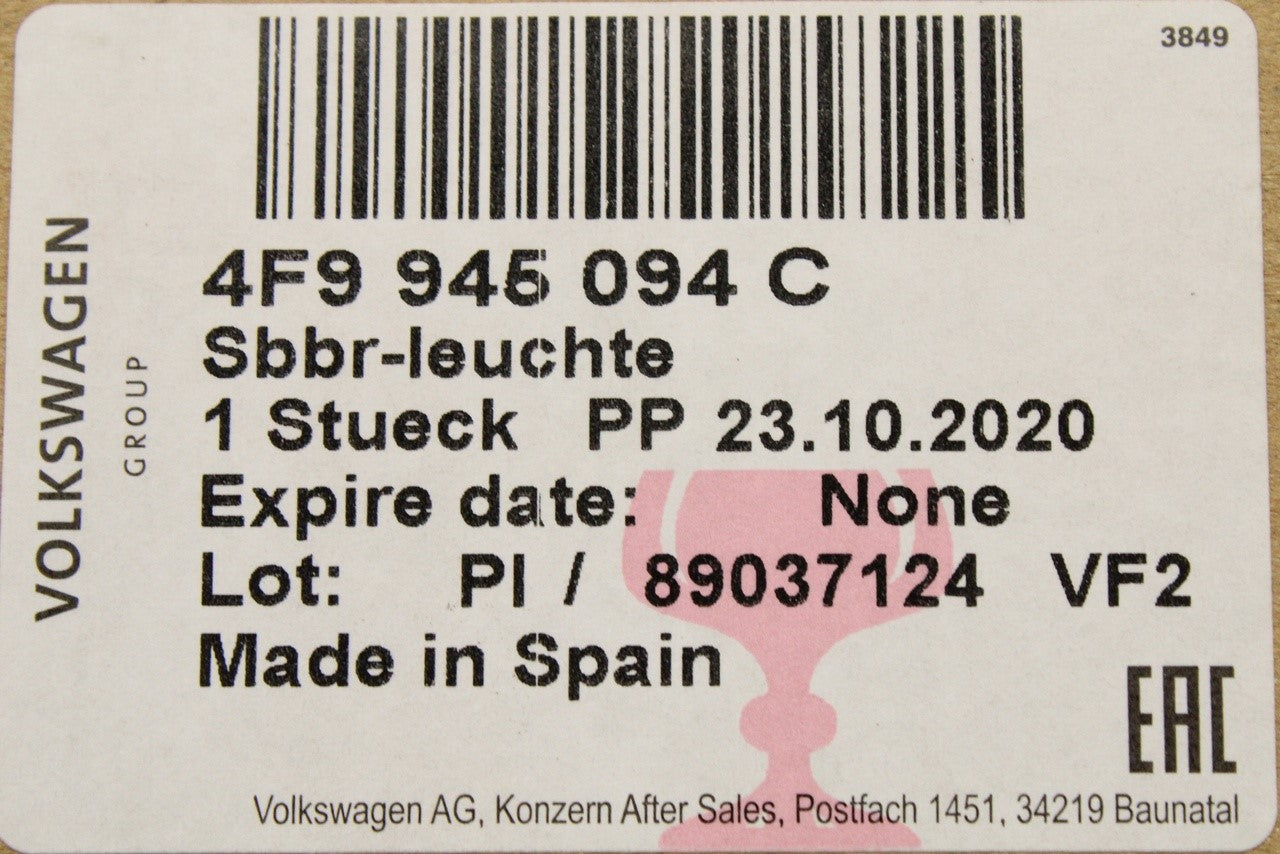 3849
VOLKSWAGEN
GROUP
4F9 945 094 C
Sbbr-leuchte
1 Stueck PP 23.10.2020
Expire date: None
Lot: PI / 89037124 VF2
Made in Spain
EAC
Volkswagen AG, Konzern After Sales, Postfach 1451, 34219 Baunatal